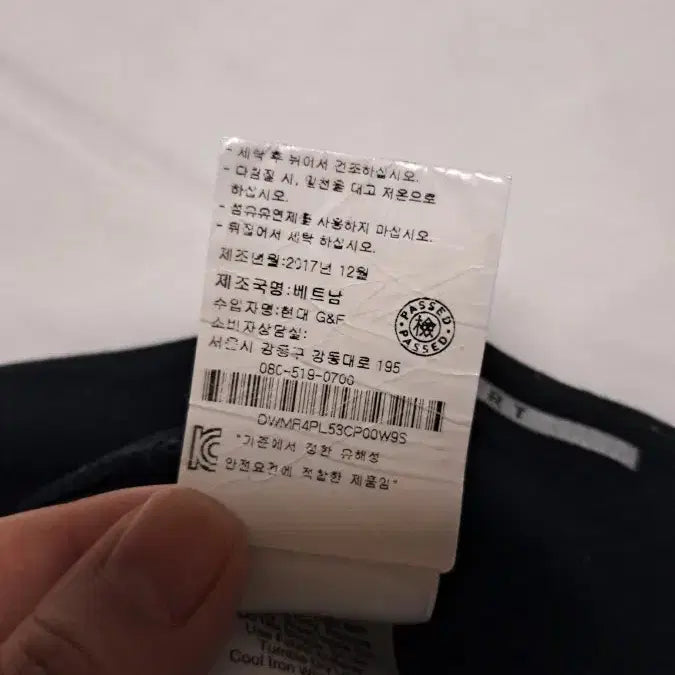 - 세탁 후 뉘어서 건조하십시오.
- 다림질 시, 밑천을 대고 저온으로
하십시오.
- 섬유유연제를 사용하지 마십시오.
- 뒤집어서 세탁 하십시오.
제조년월:2017년 12월
제조국명:베트남
수입자명:현대 G&F
소비자상담실:
서울시 강동구 강동대로 195
080-519-0700
PASSED
檢
PASSED
DWMR4PL53CP00W9S
"기준에서 정한 유해성
안전요건에 적합한 제품임"
RT
Cool Iron